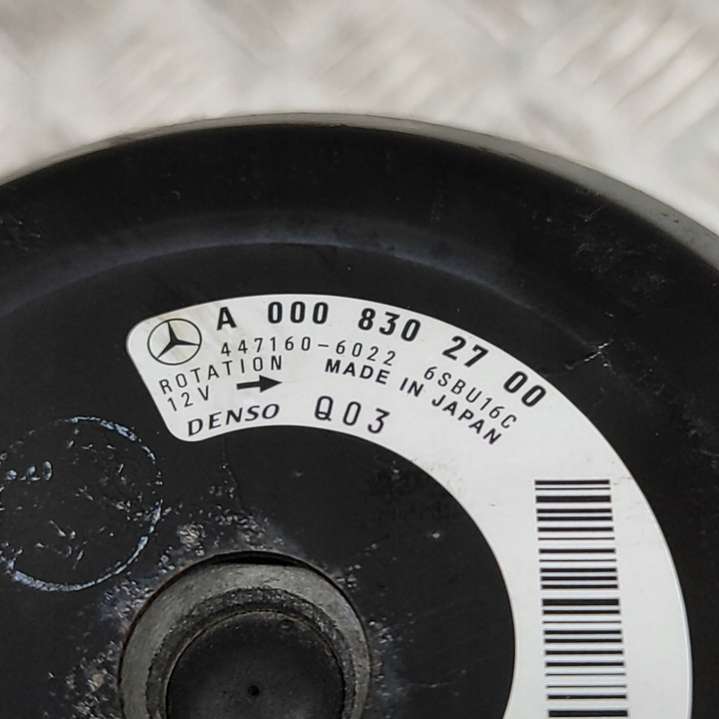 A 000 830 27 00
447160-6022 6SBU16C
ROTATION
MADE IN JAPAN
12V
DENSO Q03